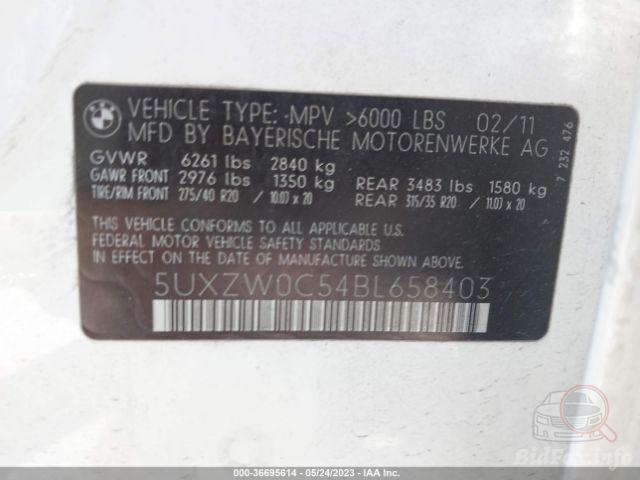 BMW
VEHICLE TYPE: -MPV >6000 LBS 02/11
MFD BY BAYERISCHE MOTORENWERKE AG
GVWR 6261 lbs 2840 kg
GAWR FRONT 2976 lbs 1350 kg REAR 3483 lbs 1580 kg
TIRE/RIM FRONT 275/40 R20 / 10.0J x 20 REAR 315/35 R20 / 11.0J x 20
THIS VEHICLE CONFORMS TO ALL APPLICABLE U.S.
FEDERAL MOTOR VEHICLE SAFETY STANDARDS
IN EFFECT ON THE DATE OF MANUFACTURE SHOWN ABOVE.
5UXZW0C54BL658403
7 232 476
BidFax.info
000-36695614 - 05/24/2023 - IAA Inc.